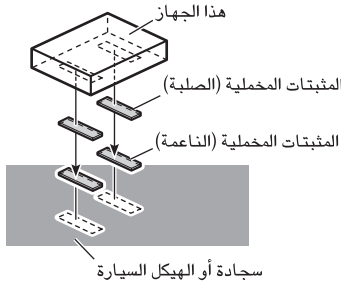 هذا الجهاز
المثبتات المخملية (الصلبة)
المثبتات المخملية (الناعمة)
سجادة أو الهيكل السيارة